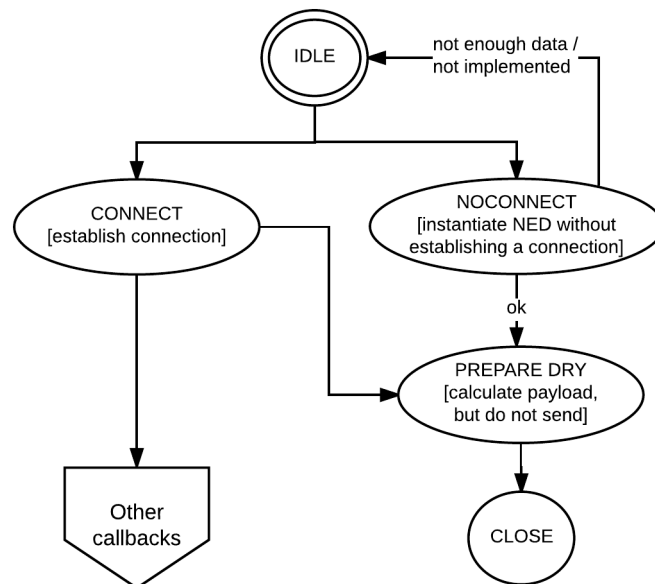 IDLE
not enough data /
not implemented
CONNECT
[establish connection]
NOCONNECT
[instantiate NED without
establishing a connection]
ok
PREPARE DRY
[calculate payload,
but do not send]
Other
callbacks
CLOSE